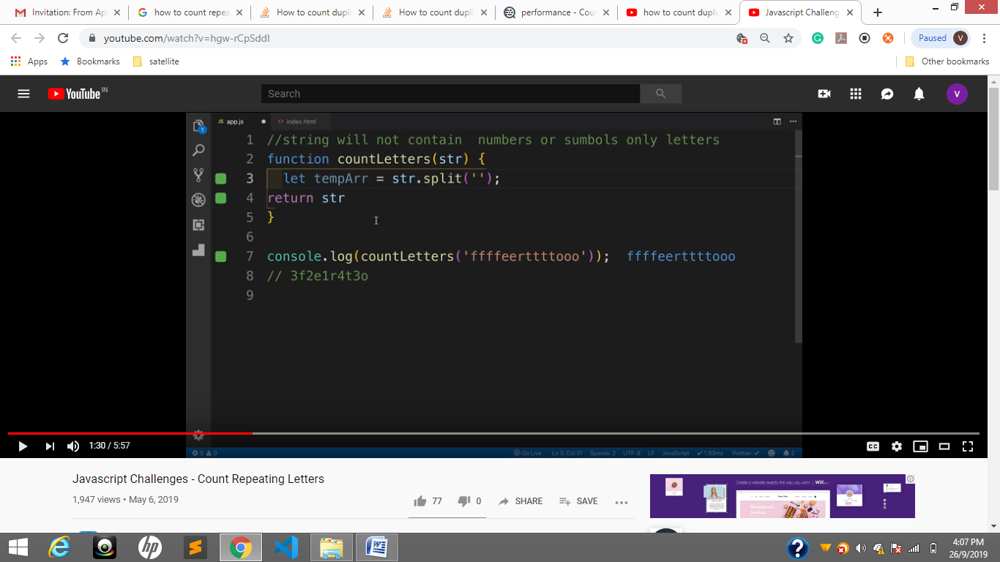 Invitation: From Ap
how to count repea
How to count dupli
How to count dupli
performance - Cou
how to count dupli
Javascript Challeng
youtube.com/watch?v=hgw-rCpSddI
Paused V
Apps Bookmarks satellite Other bookmarks
YouTube IN Search V
JS app.js <> index.html ...
1 //string will not contain  numbers or sumbols only letters
2 function countLetters(str) {
3 let tempArr = str.split('');
4 return str
5 }
6
7 console.log(countLetters('ffffeerttttooo'));  ffffeerttttooo
8 // 3f2e1r4t3o
9
0 0 Go Live Ln 3, Col 31 Spaces: 2 UTF-8 LF JavaScript ✓1.83ms Prettier: ✓ 2
1:30 / 5:57 CC
Javascript Challenges - Count Repeating Letters
1,947 views • May 6, 2019 77 0 SHARE SAVE ...
Create a website exactly the way you want | WiX
Homemade
Cookies
4:07 PM
26/9/2019